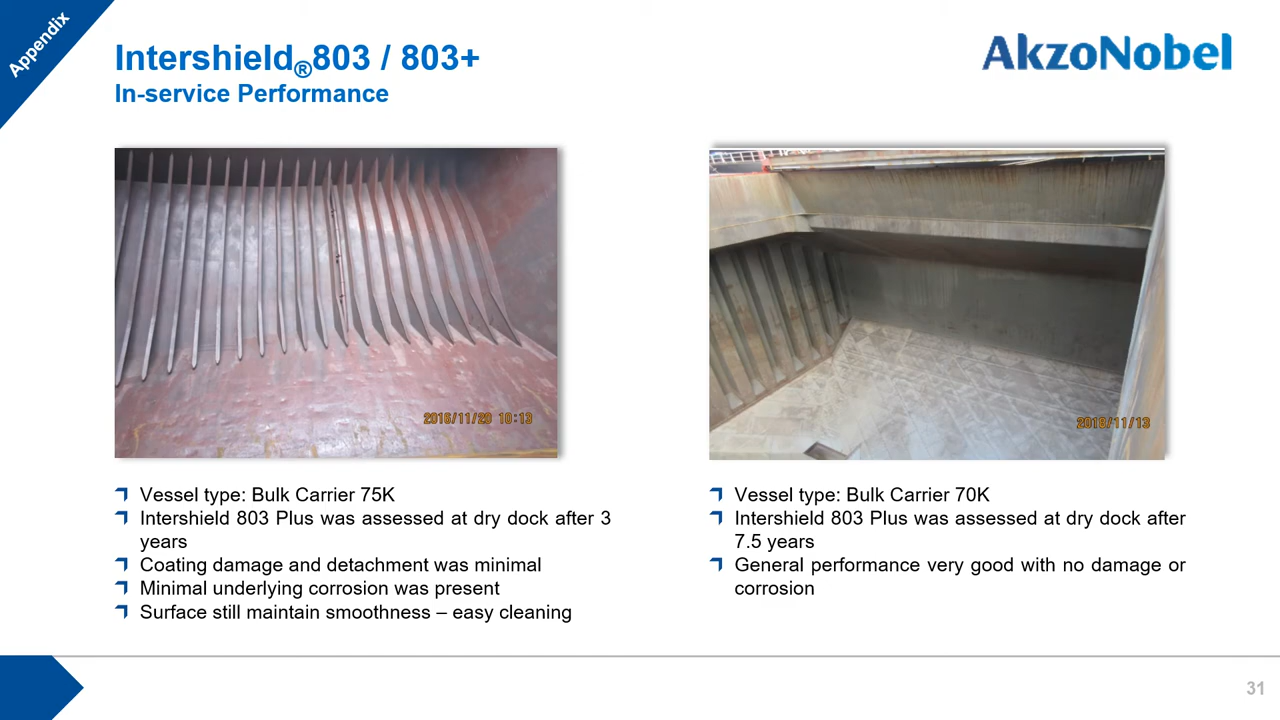 Appendix
Intershield®803 / 803+
In-service Performance
AkzoNobel
2016/11/29 10:13
Vessel type: Bulk Carrier 75K
Intershield 803 Plus was assessed at dry dock after 3
years
Coating damage and detachment was minimal
Minimal underlying corrosion was present
Surface still maintain smoothness – easy cleaning
2018/11/13
Vessel type: Bulk Carrier 70K
Intershield 803 Plus was assessed at dry dock after
7.5 years
General performance very good with no damage or
corrosion
31